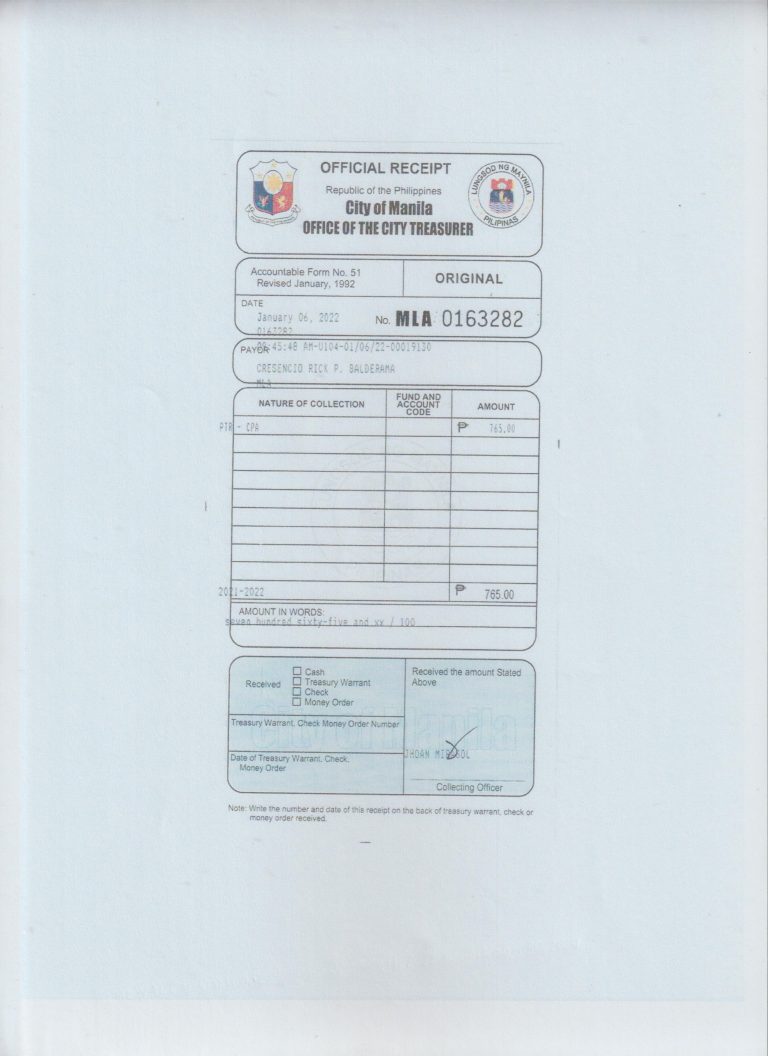 OFFICIAL RECEIPT
Republic of the Philippines
City of Manila
OFFICE OF THE CITY TREASURER
LUNGSOD NG MAYNILA
PILIPINAS
Accountable Form No. 51
Revised January, 1992
ORIGINAL
DATE
January 06, 2022
No. MLA 0163282
0163282
PAYOR
:45:48 AM-U104-01/06/22-00019130
CRESENCIO RICK P. BALDERAMA
MLA
NATURE OF COLLECTION
FUND AND ACCOUNT CODE
AMOUNT
PTR - CPA ₱ 765.00
2021-2022 ₱ 765.00
AMOUNT IN WORDS:
seven hundred sixty-five and xx / 100
Received
Cash
Treasury Warrant
Check
Money Order
Received the amount Stated
Above
Treasury Warrant, Check Money Order Number
JHOAN MIRASOL
Date of Treasury Warrant, Check,
Money Order
Collecting Officer
Note: Write the number and date of this receipt on the back of treasury warrant, check or
money order received.